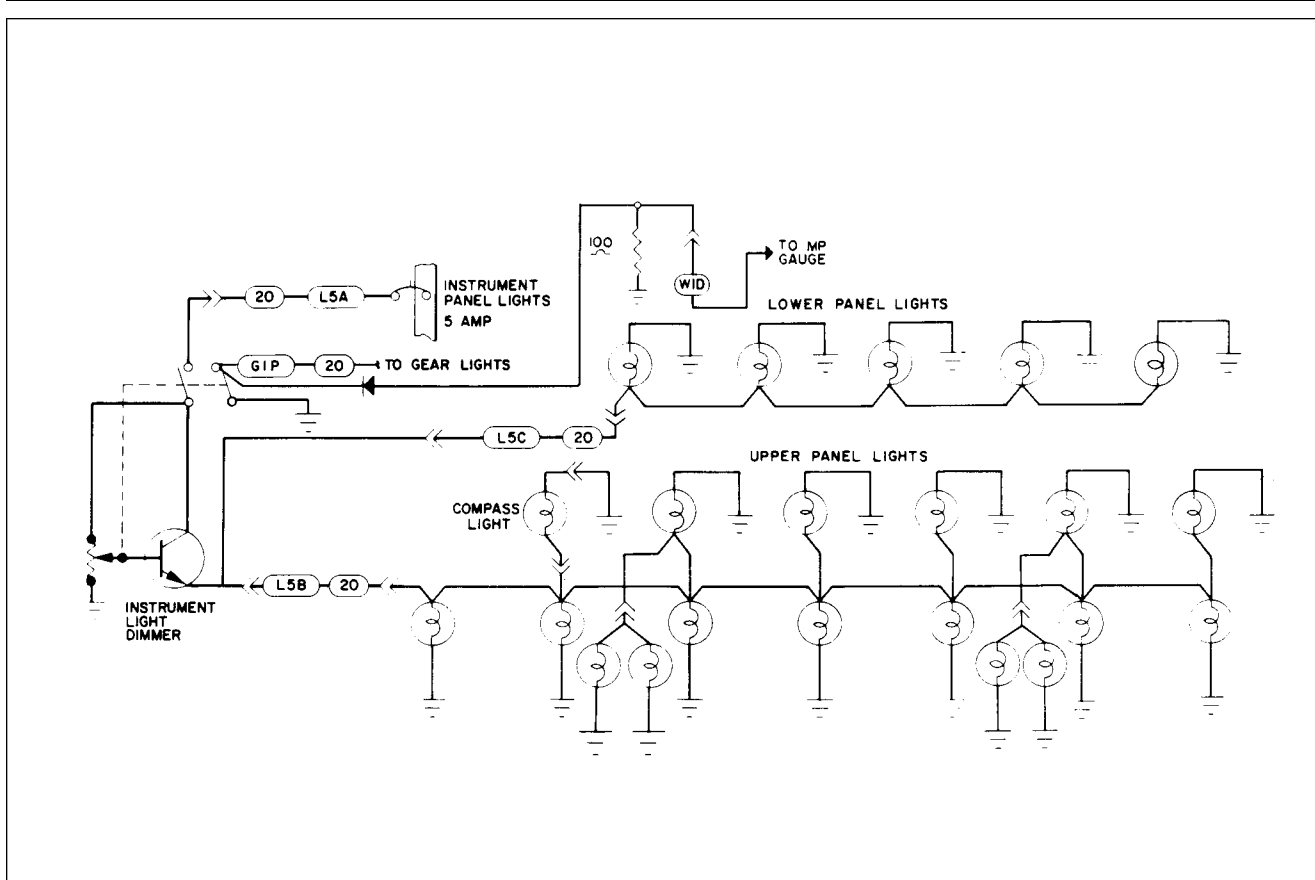 100
WID
TO MP
GAUGE
20
L5A
INSTRUMENT
PANEL LIGHTS
5 AMP
LOWER PANEL LIGHTS
GIP
20
TO GEAR LIGHTS
L5C
20
UPPER PANEL LIGHTS
COMPASS
LIGHT
L5B
20
INSTRUMENT
LIGHT
DIMMER